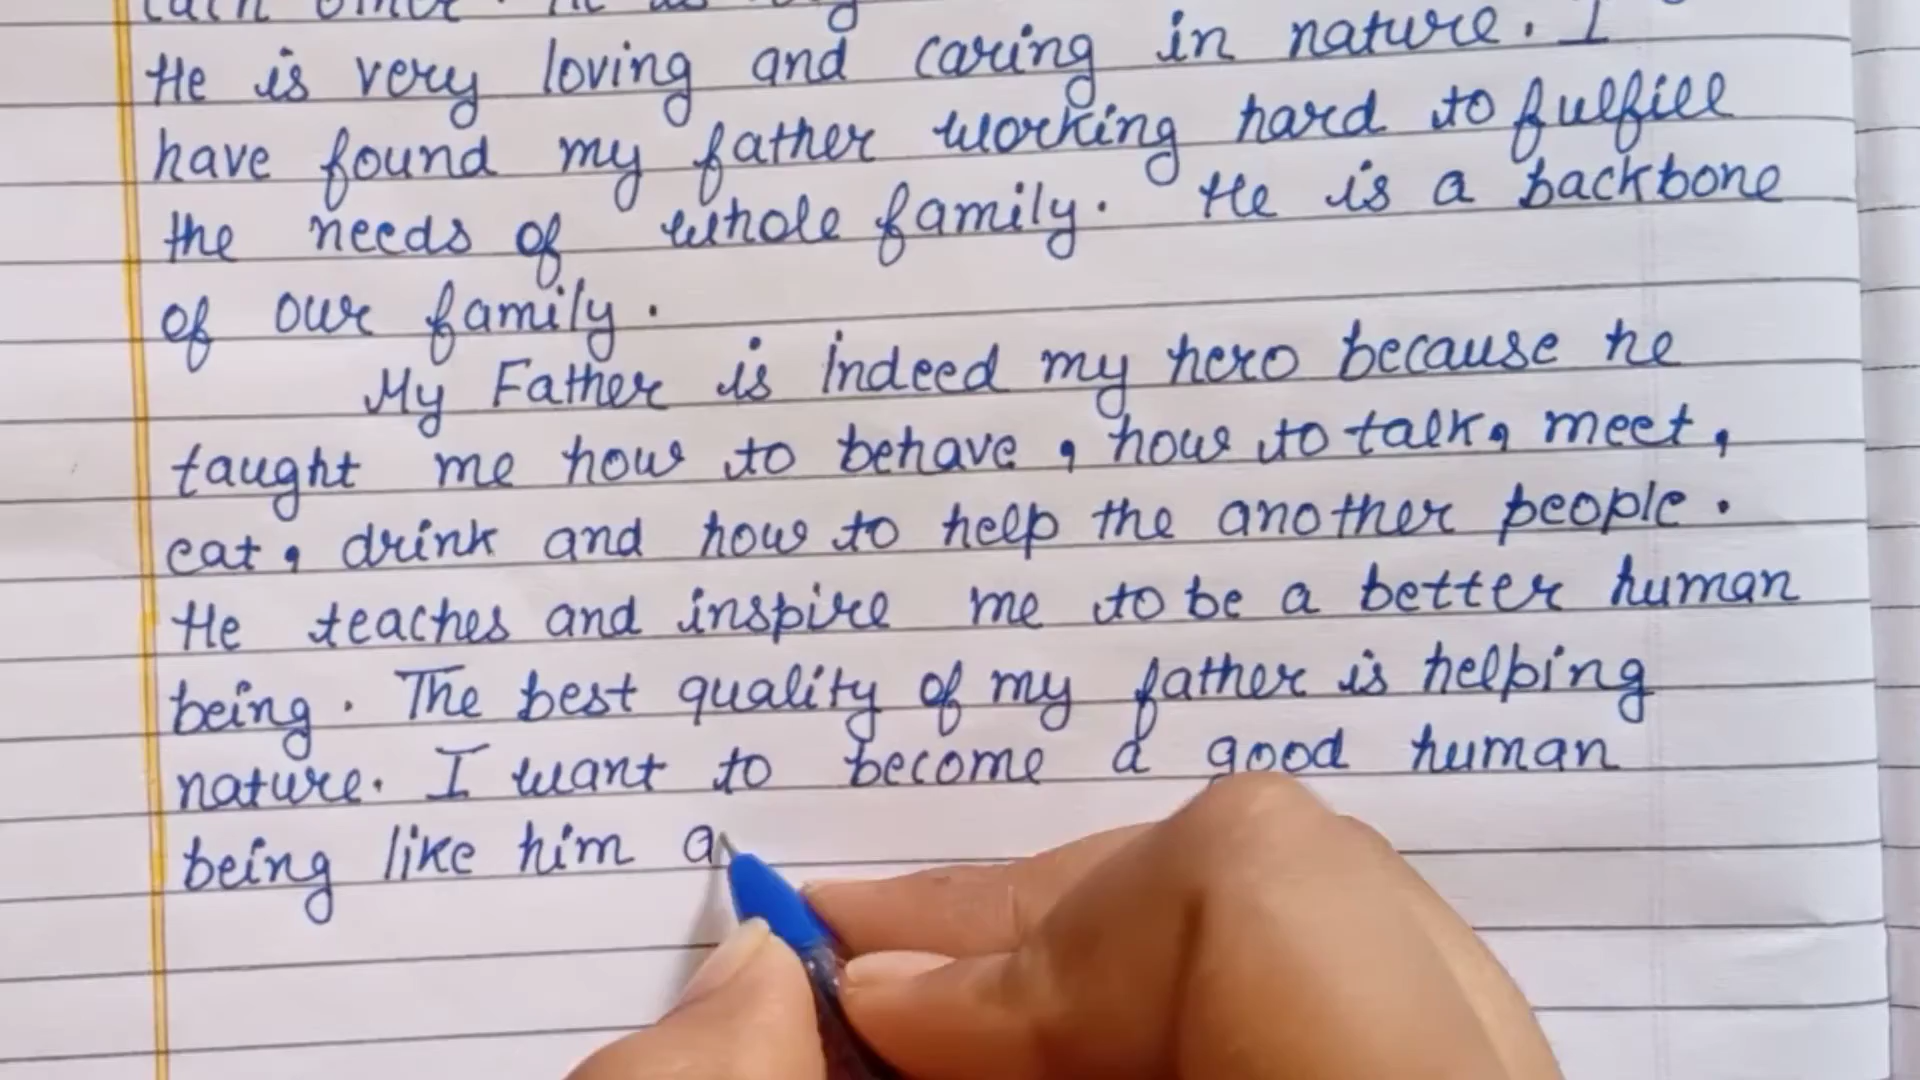 each other. He is
He is very loving and caring in nature. I
have found my father working hard to fulfill
the needs of whole family. He is a backbone
of our family.
My Father is indeed my hero because he
taught me how to behave, how to talk, meet,
eat, drink and how to help the another people.
He teaches and inspire me to be a better human
being. The best quality of my father is helping
nature. I want to become a good human
being like him a